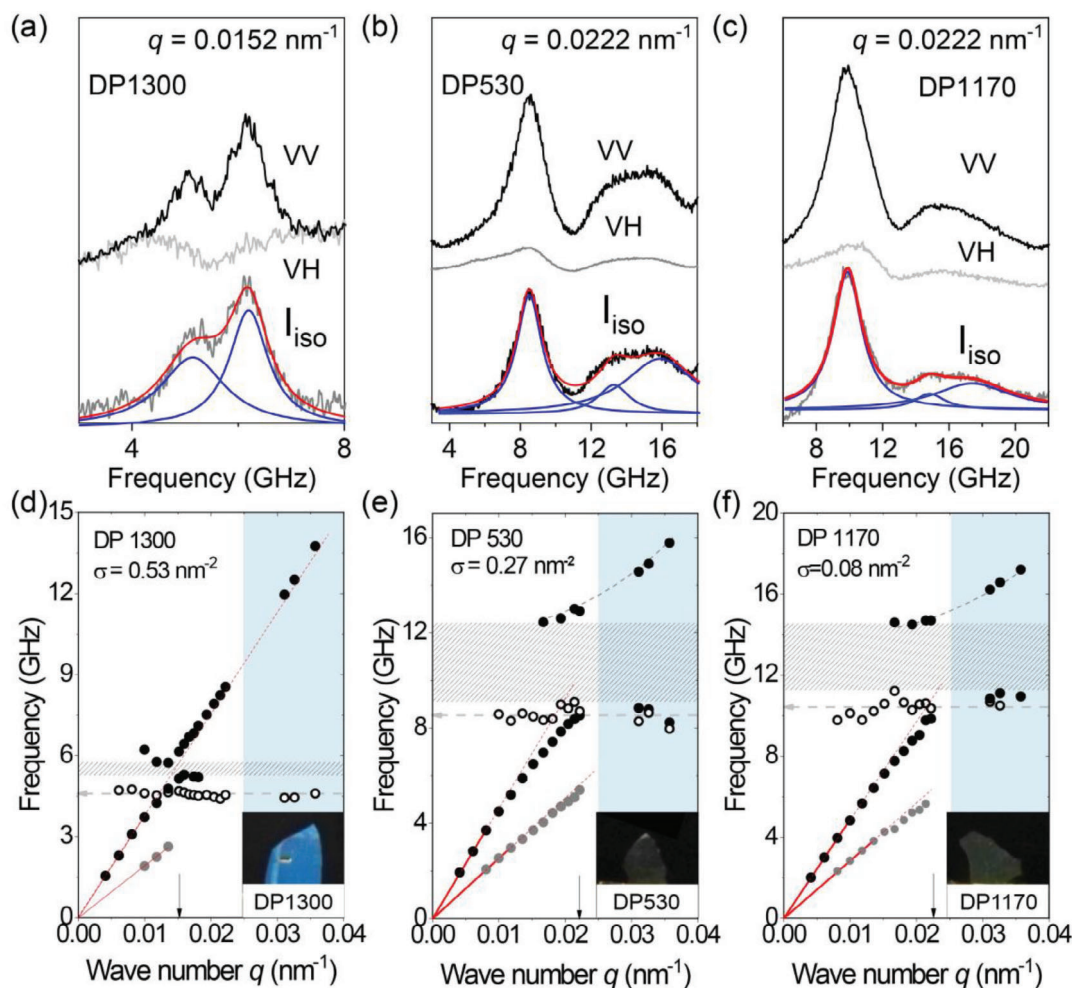 (a)
q = 0.0152 nm⁻¹
DP1300
VV
VH
I_iso
4 8
Frequency (GHz)
(b)
q = 0.0222 nm⁻¹
DP530
VV
VH
I_iso
4 8 12 16
Frequency (GHz)
(c)
q = 0.0222 nm⁻¹
DP1170
VV
VH
I_iso
8 12 16 20
Frequency (GHz)
(d)
DP 1300
σ = 0.53 nm⁻²
Frequency (GHz)
15
12
9
6
3
0
DP1300
0.00 0.01 0.02 0.03 0.04
Wave number q (nm⁻¹)
(e)
DP 530
σ = 0.27 nm²
Frequency (GHz)
16
12
8
4
0
DP530
0.00 0.01 0.02 0.03 0.04
Wave number q (nm⁻¹)
(f)
DP 1170
σ=0.08 nm⁻²
Frequency (GHz)
20
16
12
8
4
0
DP1170
0.00 0.01 0.02 0.03 0.04
Wave number q (nm⁻¹)